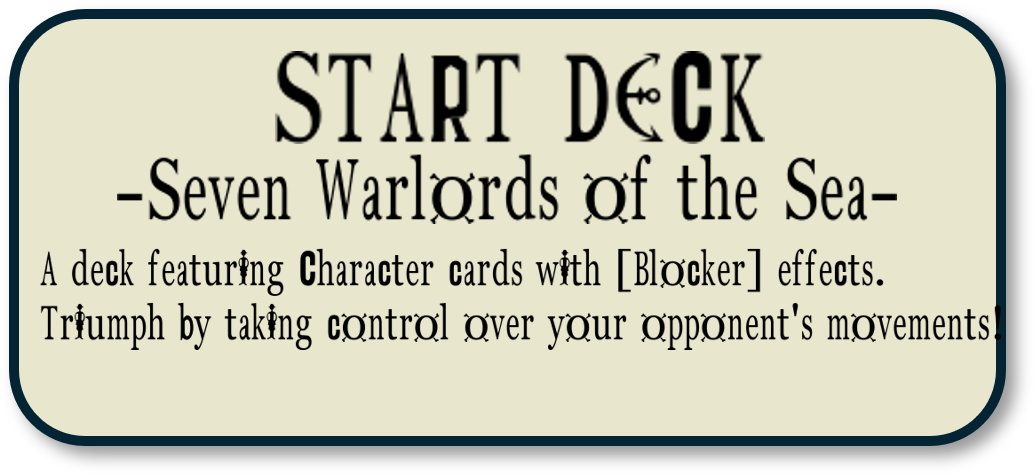 START DECK
-Seven Warlords of the Sea-
A deck featuring Character cards with [Blocker] effects.
Triumph by taking control over your opponent's movements!